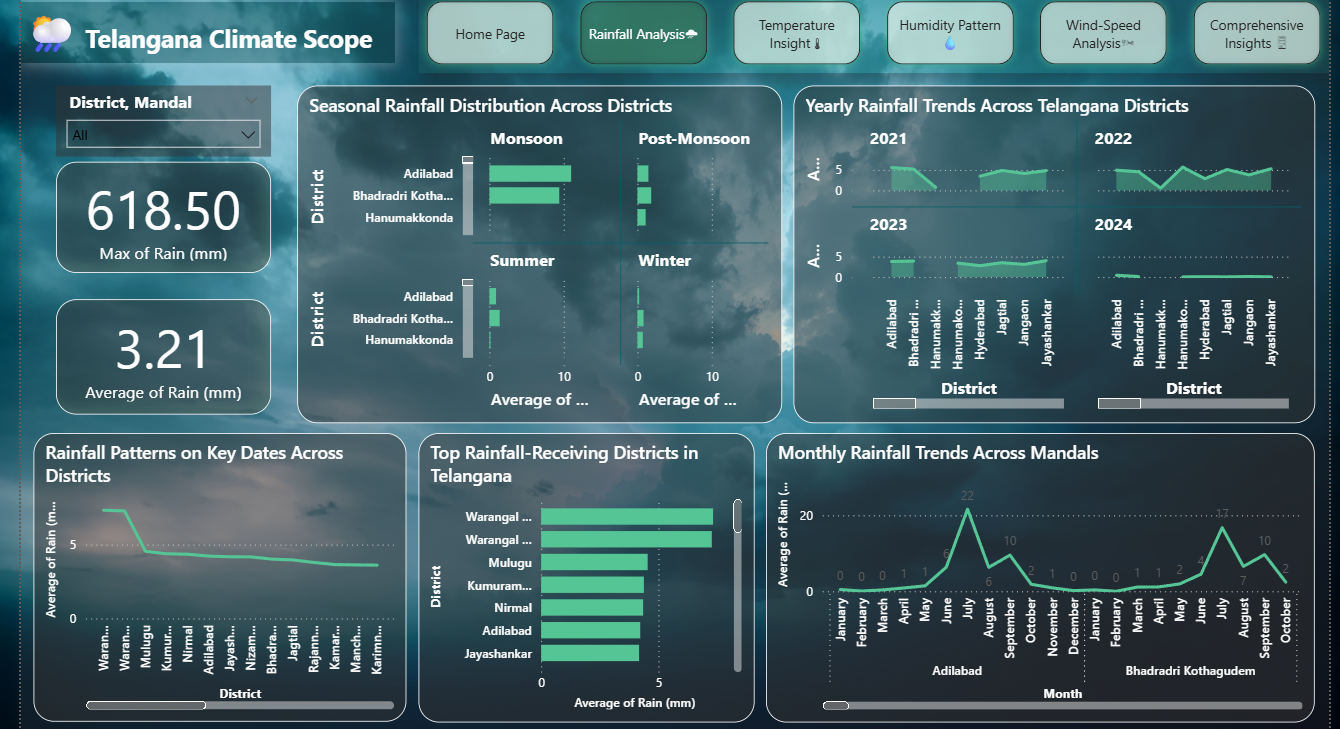 Telangana Climate Scope
Home Page
Rainfall Analysis
Temperature
Insight
Humidity Pattern
Wind-Speed
Analysis
Comprehensive
Insights
District, Mandal
All
618.50
Max of Rain (mm)
3.21
Average of Rain (mm)
Seasonal Rainfall Distribution Across Districts
Monsoon
Post-Monsoon
District
Adilabad
Bhadradri Kotha...
Hanumakkonda
Summer
Winter
District
Adilabad
Bhadradri Kotha...
Hanumakkonda
0 10 0 10
Average of ... Average of ...
Yearly Rainfall Trends Across Telangana Districts
2021 2022
A...
5
0
2023 2024
A...
5
0
Adilabad
Bhadradri ...
Hanumakk...
Hanumako...
Hyderabad
Jagtial
Jangaon
Jayashankar
Adilabad
Bhadradri ...
Hanumakk...
Hanumako...
Hyderabad
Jagtial
Jangaon
Jayashankar
District District
Rainfall Patterns on Key Dates Across
Districts
Average of Rain (m...
5
0
Waran...
Waran...
Mulugu
Kumur...
Nirmal
Adilabad
Jayash...
Nizam...
Bhadra...
Jagtial
Rajann...
Kamar...
Manch...
Karimn...
District
Top Rainfall-Receiving Districts in
Telangana
District
Warangal ...
Warangal ...
Mulugu
Kumuram...
Nirmal
Adilabad
Jayashankar
0 5
Average of Rain (mm)
Monthly Rainfall Trends Across Mandals
Average of Rain (...
20
0
0 0 0 1 1 6 22 6 10 2 1 0 0 0 1 1 2 4 17 7 10 2
January
February
March
April
May
June
July
August
September
October
November
December
January
February
March
April
May
June
July
August
September
October
Adilabad Bhadradri Kothagudem
Month